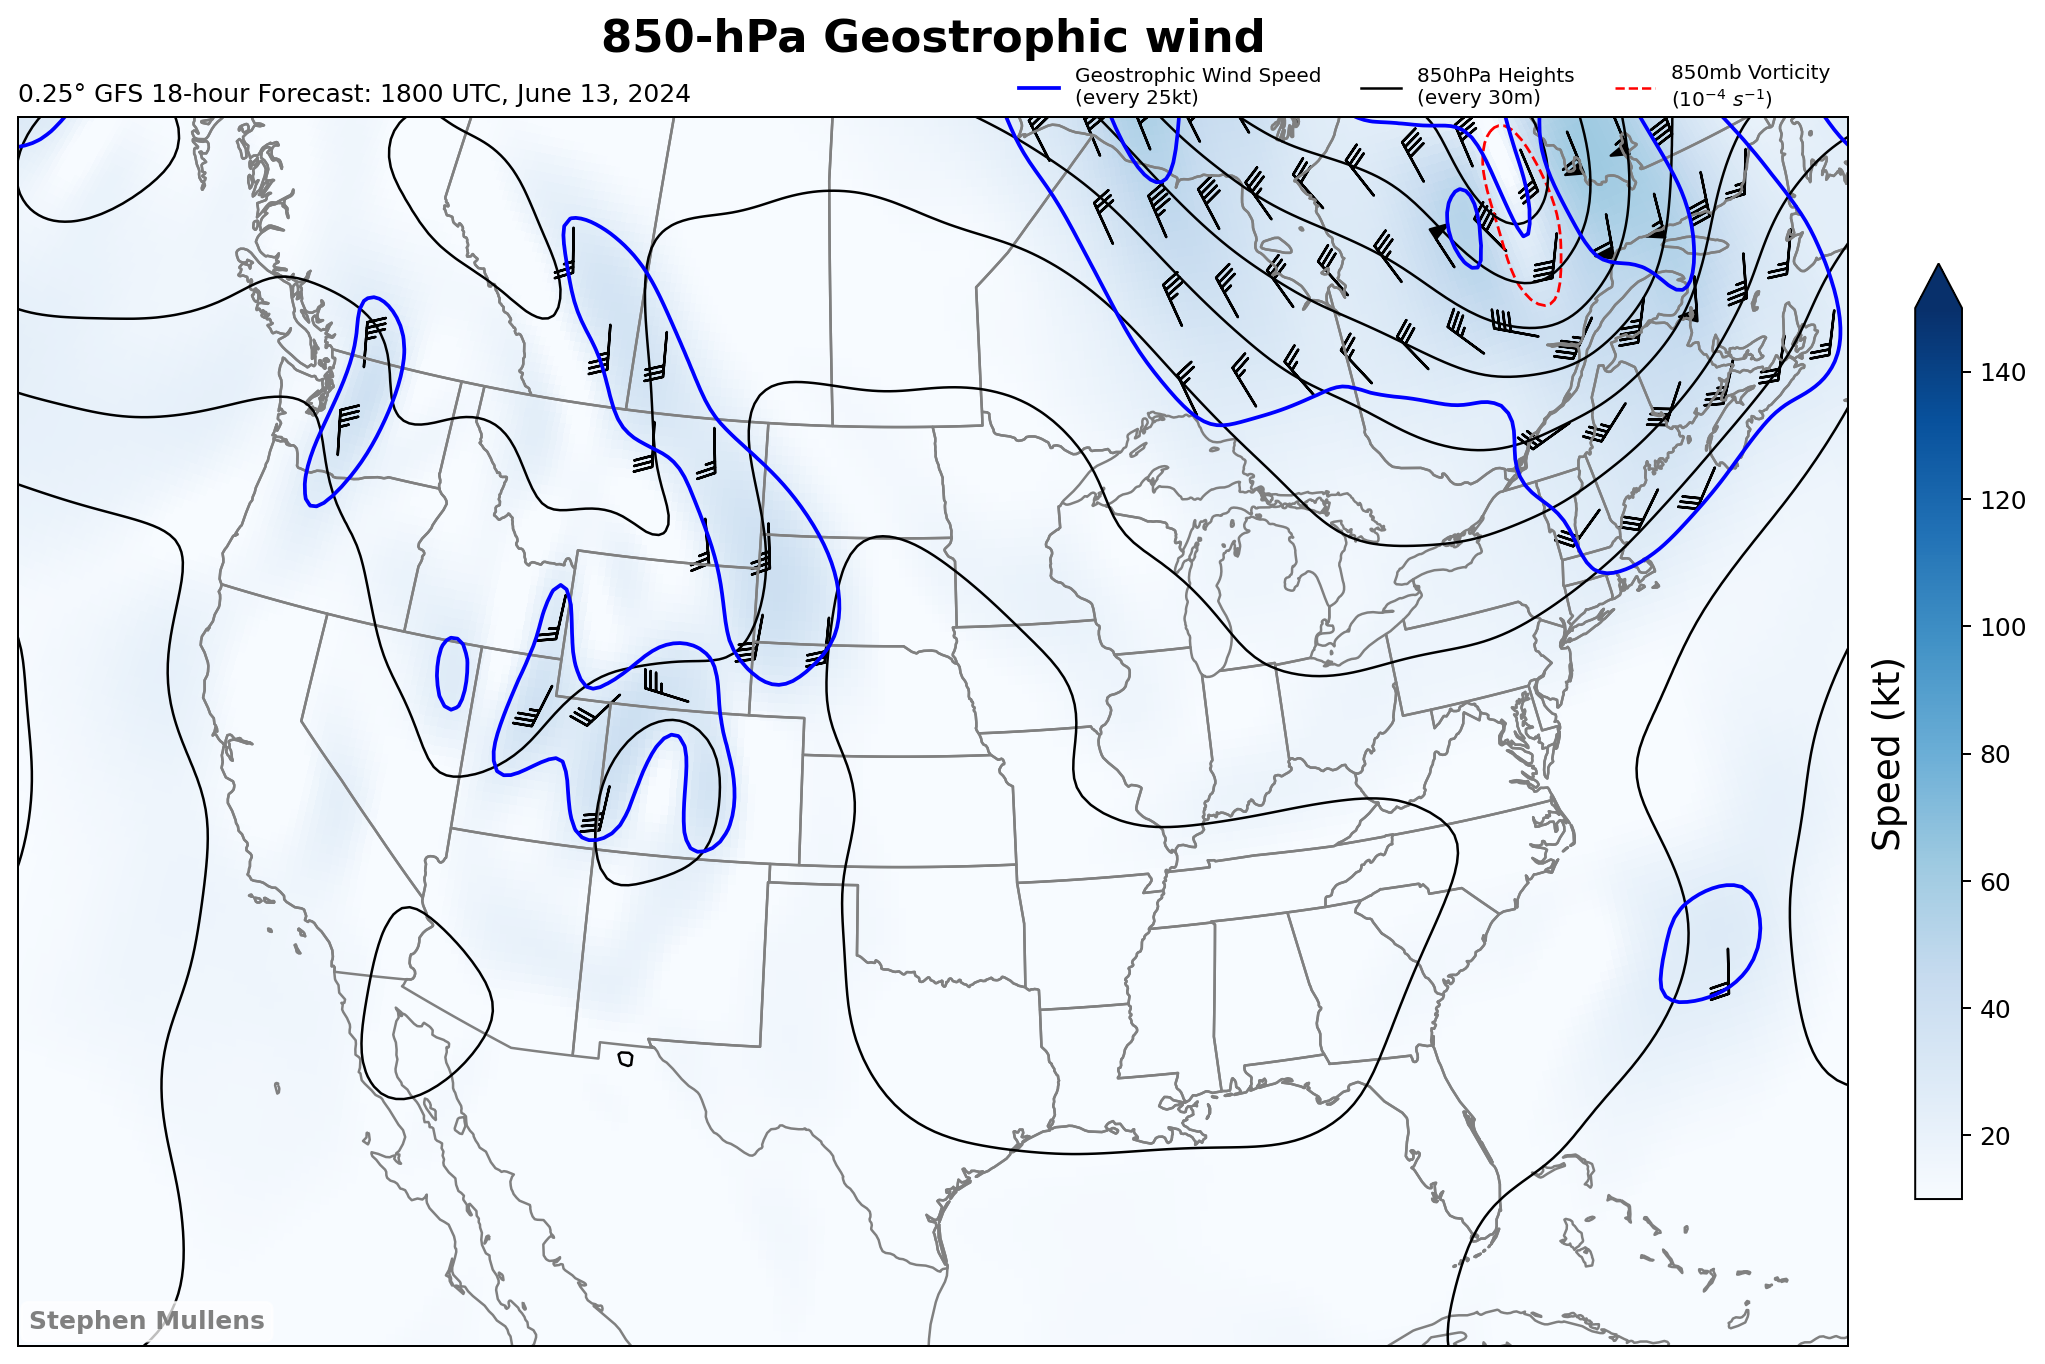 850-hPa Geostrophic wind
0.25° GFS 18-hour Forecast: 1800 UTC, June 13, 2024
Geostrophic Wind Speed
(every 25kt)
850hPa Heights
(every 30m)
850mb Vorticity
(10⁻⁴ s⁻¹)
140
120
100
80
60
40
20
Speed (kt)
Stephen Mullens